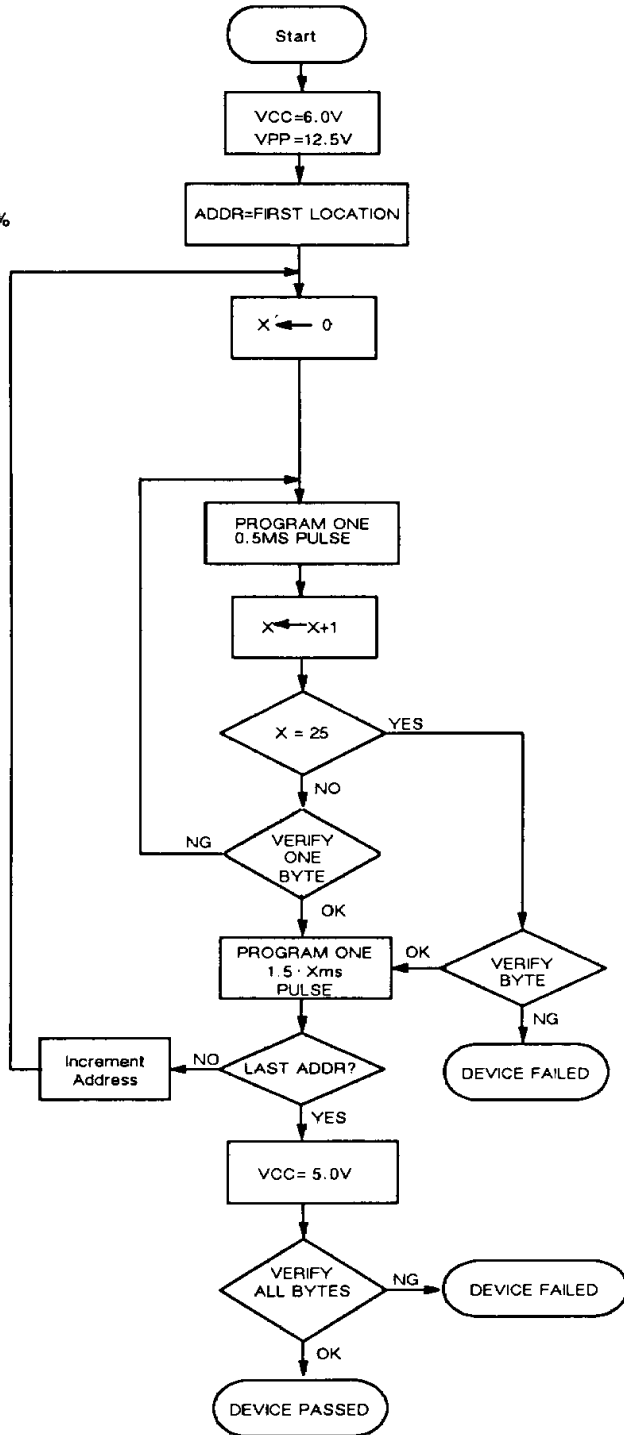 Start
VCC=6.0V
VPP=12.5V
%
ADDR=FIRST LOCATION
X ← 0
PROGRAM ONE
0.5MS PULSE
X ← X+1
X = 25
YES
NO
NG
VERIFY
ONE
BYTE
OK
PROGRAM ONE
1.5 · Xms
PULSE
OK
VERIFY
BYTE
NG
DEVICE FAILED
Increment
Address
NO
LAST ADDR?
YES
VCC= 5.0V
VERIFY
ALL BYTES
NG
DEVICE FAILED
OK
DEVICE PASSED